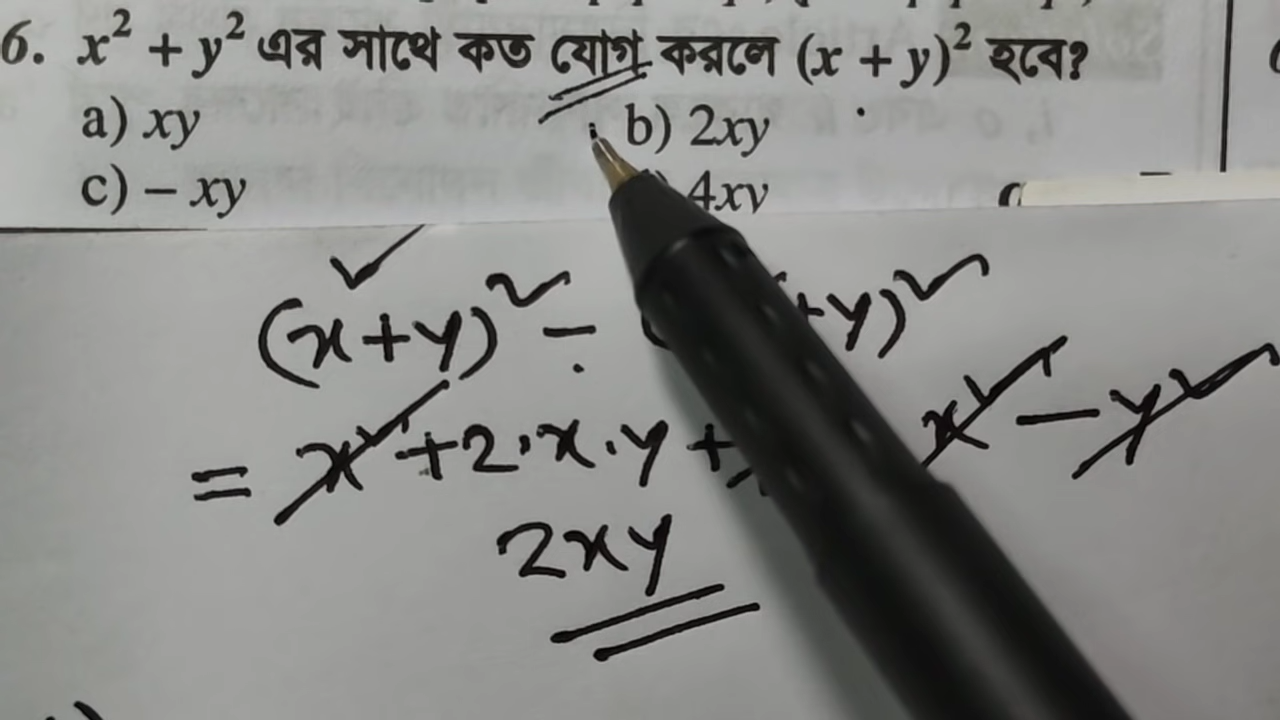 6. x² + y² এর সাথে কত যোগ করলে (x + y)² হবে?
a) xy b) 2xy
c) – xy 4xy
(x+y)² – +y)²
= x² + 2·x·y + x² – y²
2xy